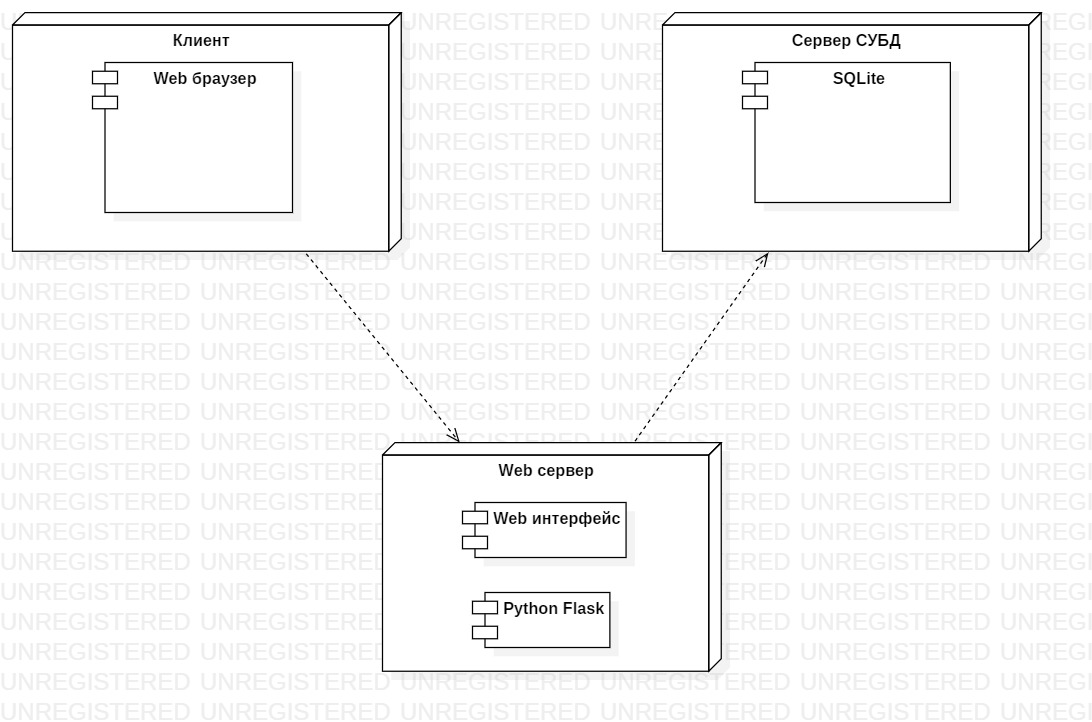 Клиент
Web браузер
Сервер СУБД
SQLite
Web сервер
Web интерфейс
Python Flask
UNREGISTERED